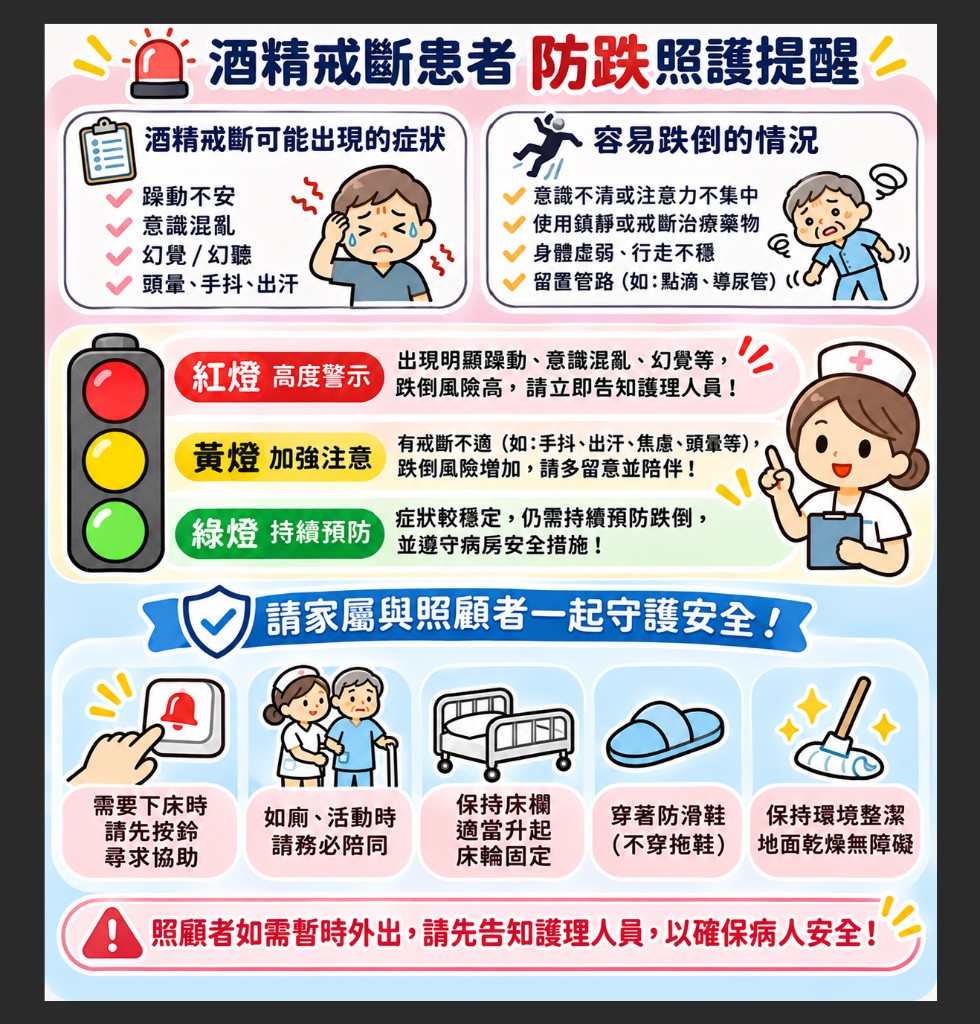 酒精戒斷患者 防跌照護提醒
酒精戒斷可能出現的症狀
躁動不安
意識混亂
幻覺 / 幻聽
頭暈、手抖、出汗
容易跌倒的情況
意識不清或注意力不集中
使用鎮靜或戒斷治療藥物
身體虛弱、行走不穩
留置管路（如：點滴、導尿管）
紅燈 高度警示
出現明顯躁動、意識混亂、幻覺等，
跌倒風險高，請立即告知護理人員！
黃燈 加強注意
有戒斷不適（如：手抖、出汗、焦慮、頭暈等），
跌倒風險增加，請多留意並陪伴！
綠燈 持續預防
症狀較穩定，仍需持續預防跌倒，
並遵守病房安全措施！
請家屬與照顧者一起守護安全！
需要下床時
請先按鈴
尋求協助
如廁、活動時
請務必陪同
保持床欄
適當升起
床輪固定
穿著防滑鞋
（不穿拖鞋）
保持環境整潔
地面乾燥無障礙
照顧者如需暫時外出，請先告知護理人員，以確保病人安全！